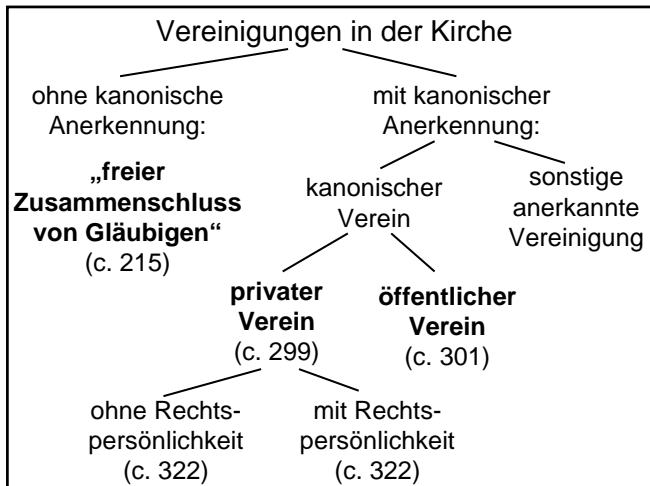 Vereinigungen in der Kirche
ohne kanonische
Anerkennung:
„freier
Zusammenschluss
von Gläubigen“
(c. 215)
mit kanonischer
Anerkennung:
kanonischer
Verein
sonstige
anerkannte
Vereinigung
privater
Verein
(c. 299)
öffentlicher
Verein
(c. 301)
ohne Rechts-
persönlichkeit
(c. 322)
mit Rechts-
persönlichkeit
(c. 322)